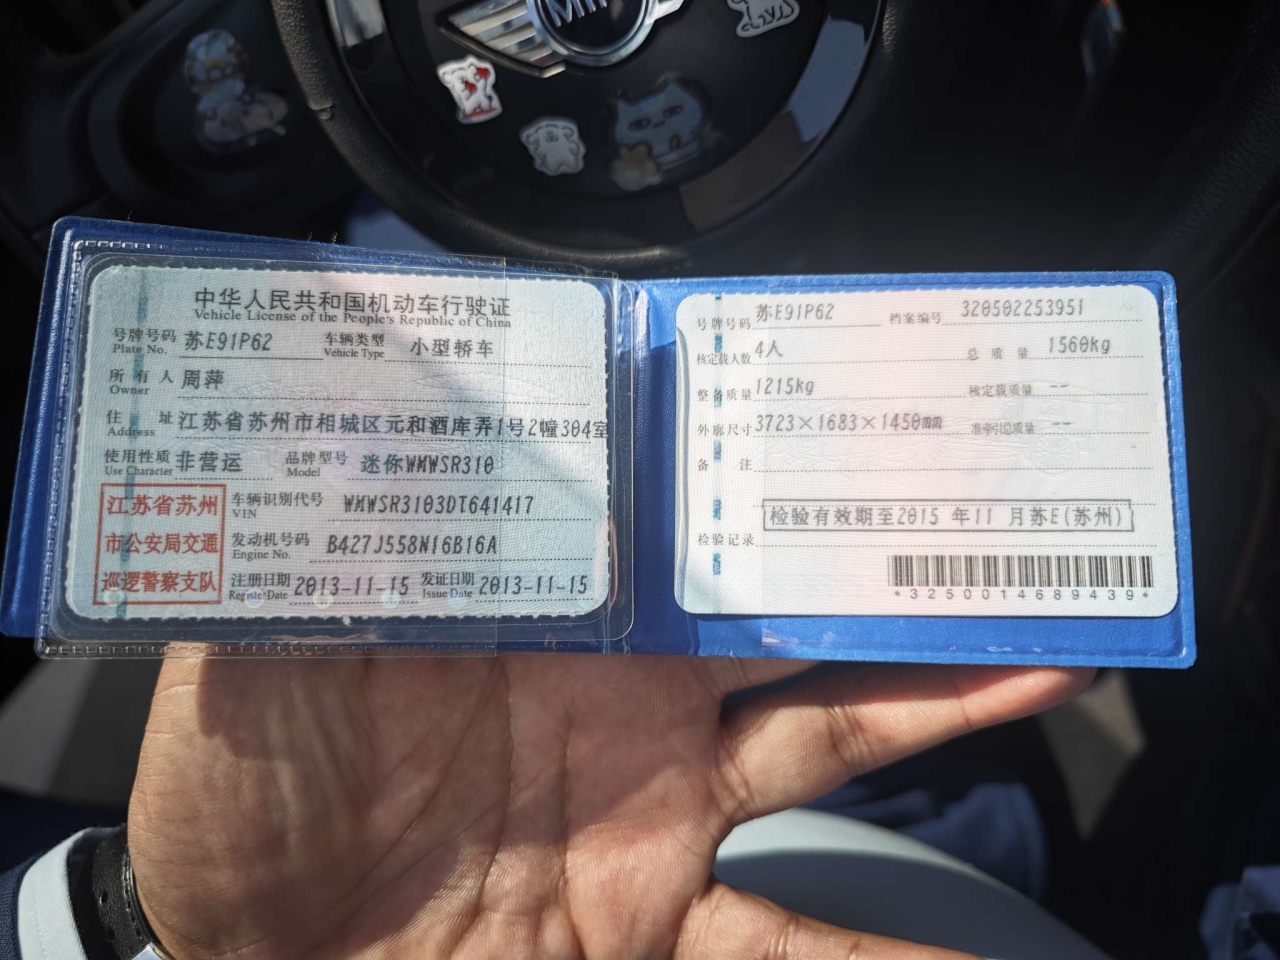 MINI
中华人民共和国机动车行驶证
Vehicle License of the People's Republic of China
号牌号码 苏E91P62 车辆类型 小型轿车
Plate No. Vehicle Type
所有人 周萍
Owner
住址 江苏省苏州市相城区元和酒库弄1号2幢304室
Address
使用性质 非营运 品牌型号 迷你WMWSR310
Use Character Model
江苏省苏州
市公安局交通
巡逻警察支队
车辆识别代号 WMWSR3103DT641417
VIN
发动机号码 B427J558N16B16A
Engine No.
注册日期 2013-11-15 发证日期 2013-11-15
Register Date Issue Date
号牌号码 苏E91P62 档案编号 320502253951
核定载人数 4人 总质量 1560kg
整备质量 1215kg 核定载质量 --
外廓尺寸 3723×1683×1450mm 准牵引总质量 --
备注
检验有效期至2015年11月苏E(苏州)
检验记录
*3250014689439*